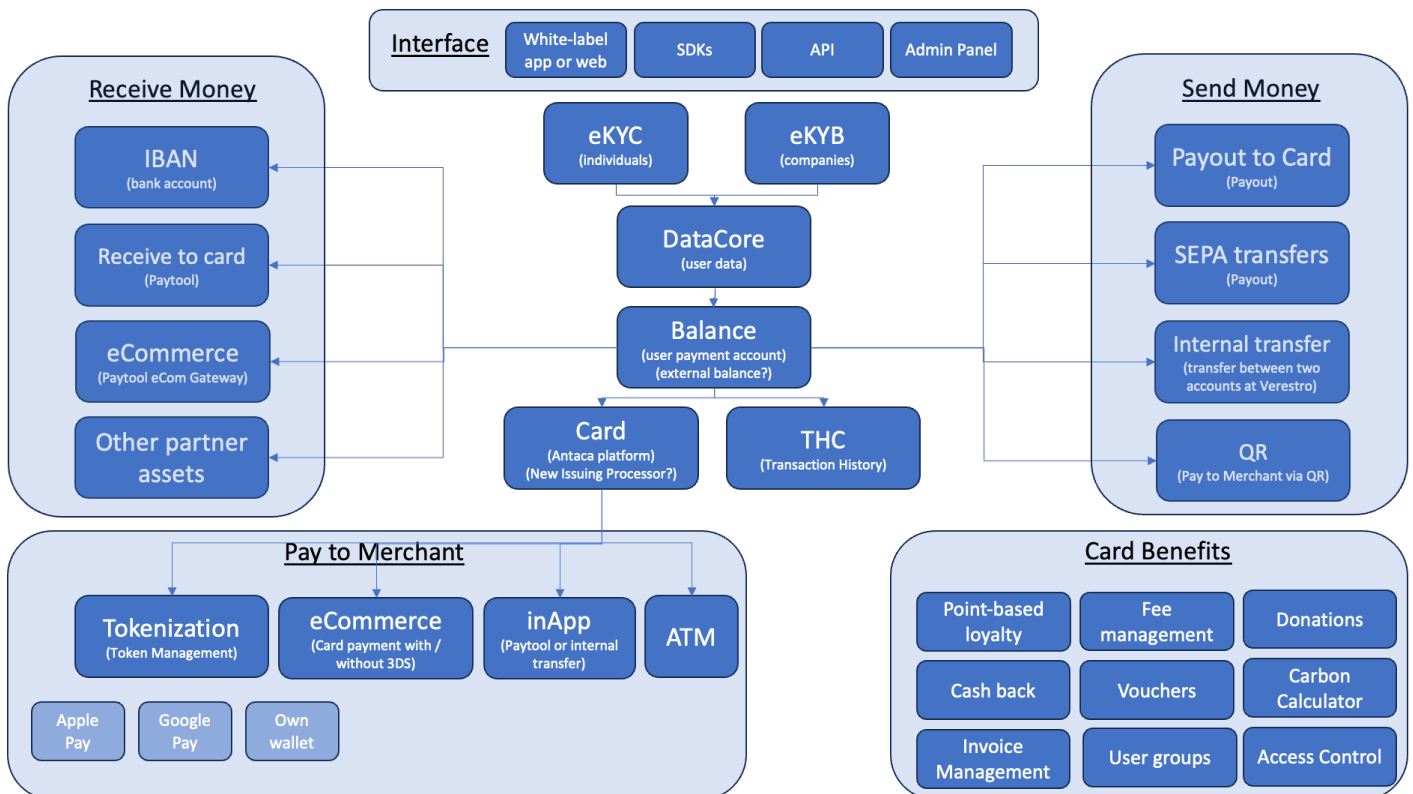 Interface
White-label
app or web
SDKs
API
Admin Panel
Receive Money
IBAN
(bank account)
Receive to card
(Paytool)
eCommerce
(Paytool eCom Gateway)
Other partner
assets
eKYC
(individuals)
eKYB
(companies)
DataCore
(user data)
Balance
(user payment account)
(external balance?)
Card
(Antaca platform)
(New Issuing Processor?)
THC
(Transaction History)
Send Money
Payout to Card
(Payout)
SEPA transfers
(Payout)
Internal transfer
(transfer between two
accounts at Verestro)
QR
(Pay to Merchant via QR)
Pay to Merchant
Tokenization
(Token Management)
eCommerce
(Card payment with /
without 3DS)
inApp
(Paytool or internal
transfer)
ATM
Apple
Pay
Google
Pay
Own
wallet
Card Benefits
Point-based
loyalty
Fee
management
Donations
Cash back
Vouchers
Carbon
Calculator
Invoice
Management
User groups
Access Control